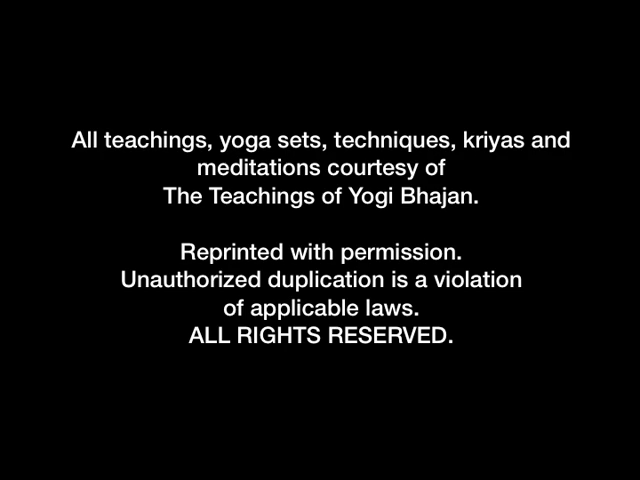 All teachings, yoga sets, techniques, kriyas and
meditations courtesy of
The Teachings of Yogi Bhajan.
Reprinted with permission.
Unauthorized duplication is a violation
of applicable laws.
ALL RIGHTS RESERVED.